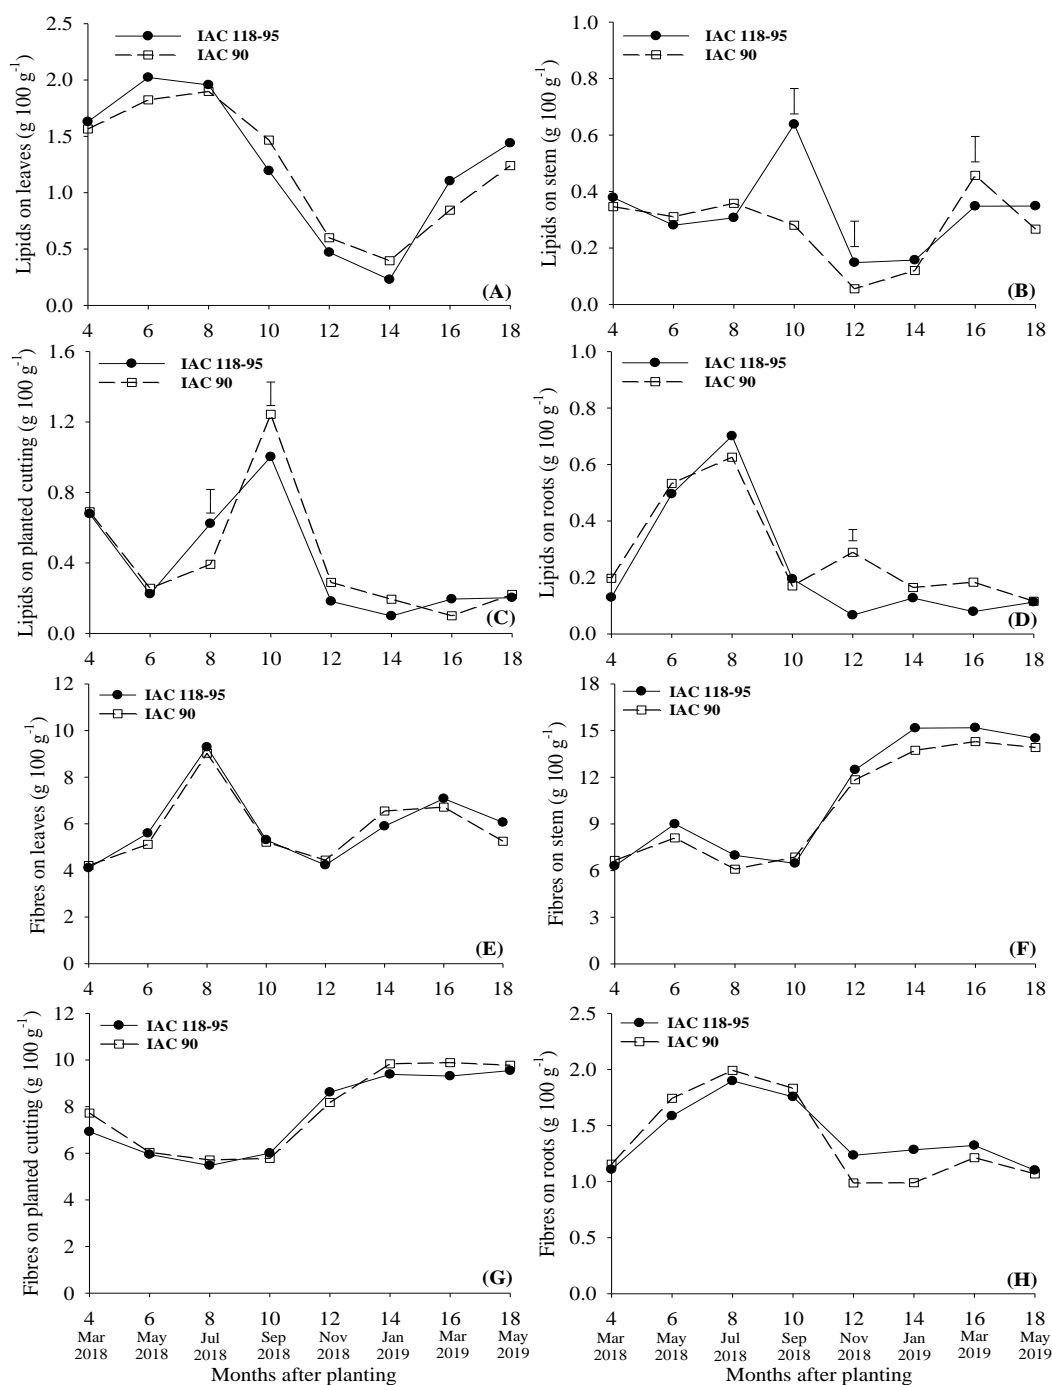 Lipids on leaves (g 100 g-1)
2.5
2.0
1.5
1.0
0.5
0.0
IAC 118-95
IAC 90
(A)
4 6 8 10 12 14 16 18
Lipids on stem (g 100 g-1)
1.0
0.8
0.6
0.4
0.2
0.0
IAC 118-95
IAC 90
(B)
4 6 8 10 12 14 16 18
Lipids on planted cutting (g 100 g-1)
1.6
1.2
0.8
0.4
0.0
IAC 118-95
IAC 90
(C)
4 6 8 10 12 14 16 18
Lipids on roots (g 100 g-1)
1.0
0.8
0.6
0.4
0.2
0.0
IAC 118-95
IAC 90
(D)
4 6 8 10 12 14 16 18
Fibres on leaves (g 100 g-1)
12
10
8
6
4
2
0
IAC 118-95
IAC 90
(E)
4 6 8 10 12 14 16 18
Fibres on stem (g 100 g-1)
18
15
12
9
6
3
0
IAC 118-95
IAC 90
(F)
4 6 8 10 12 14 16 18
Fibres on planted cutting (g 100 g-1)
12
10
8
6
4
2
0
IAC 118-95
IAC 90
(G)
4 6 8 10 12 14 16 18
Mar May Jul Sep Nov Jan Mar May
2018 2018 2018 2018 2018 2019 2019 2019
Months after planting
Fibres on roots (g 100 g-1)
2.5
2.0
1.5
1.0
0.5
0.0
IAC 118-95
IAC 90
(H)
4 6 8 10 12 14 16 18
Mar May Jul Sep Nov Jan Mar May
2018 2018 2018 2018 2018 2019 2019 2019
Months after planting